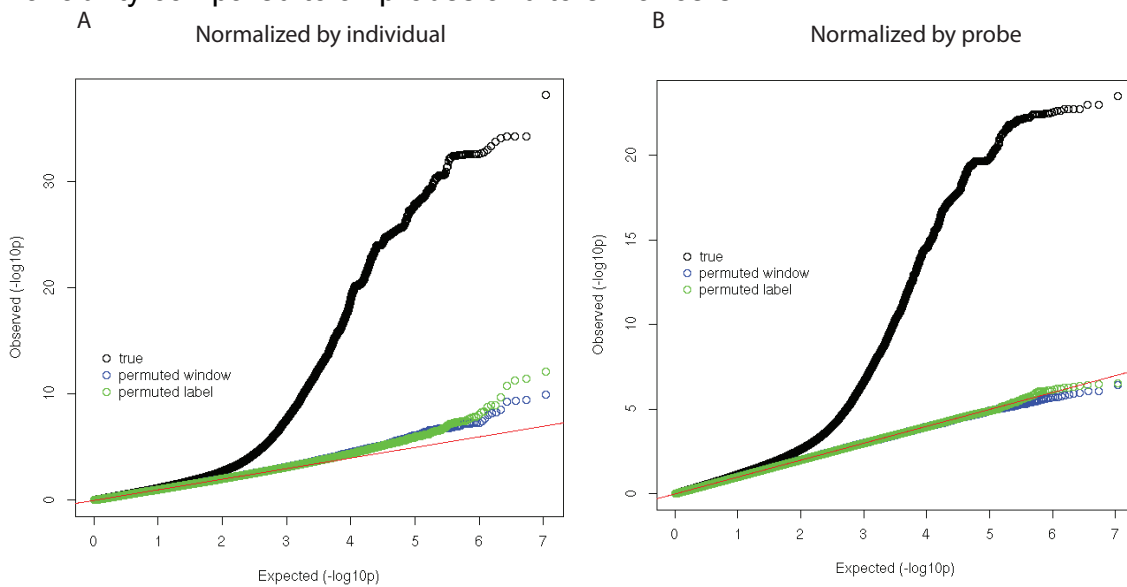 A
Normalized by individual
Observed (-log10p)
30
20
10
0
true
permuted window
permuted label
0 1 2 3 4 5 6 7
Expected (-log10p)
B
Normalized by probe
Observed (-log10p)
20
15
10
5
0
true
permuted window
permuted label
0 1 2 3 4 5 6 7
Expected (-log10p)